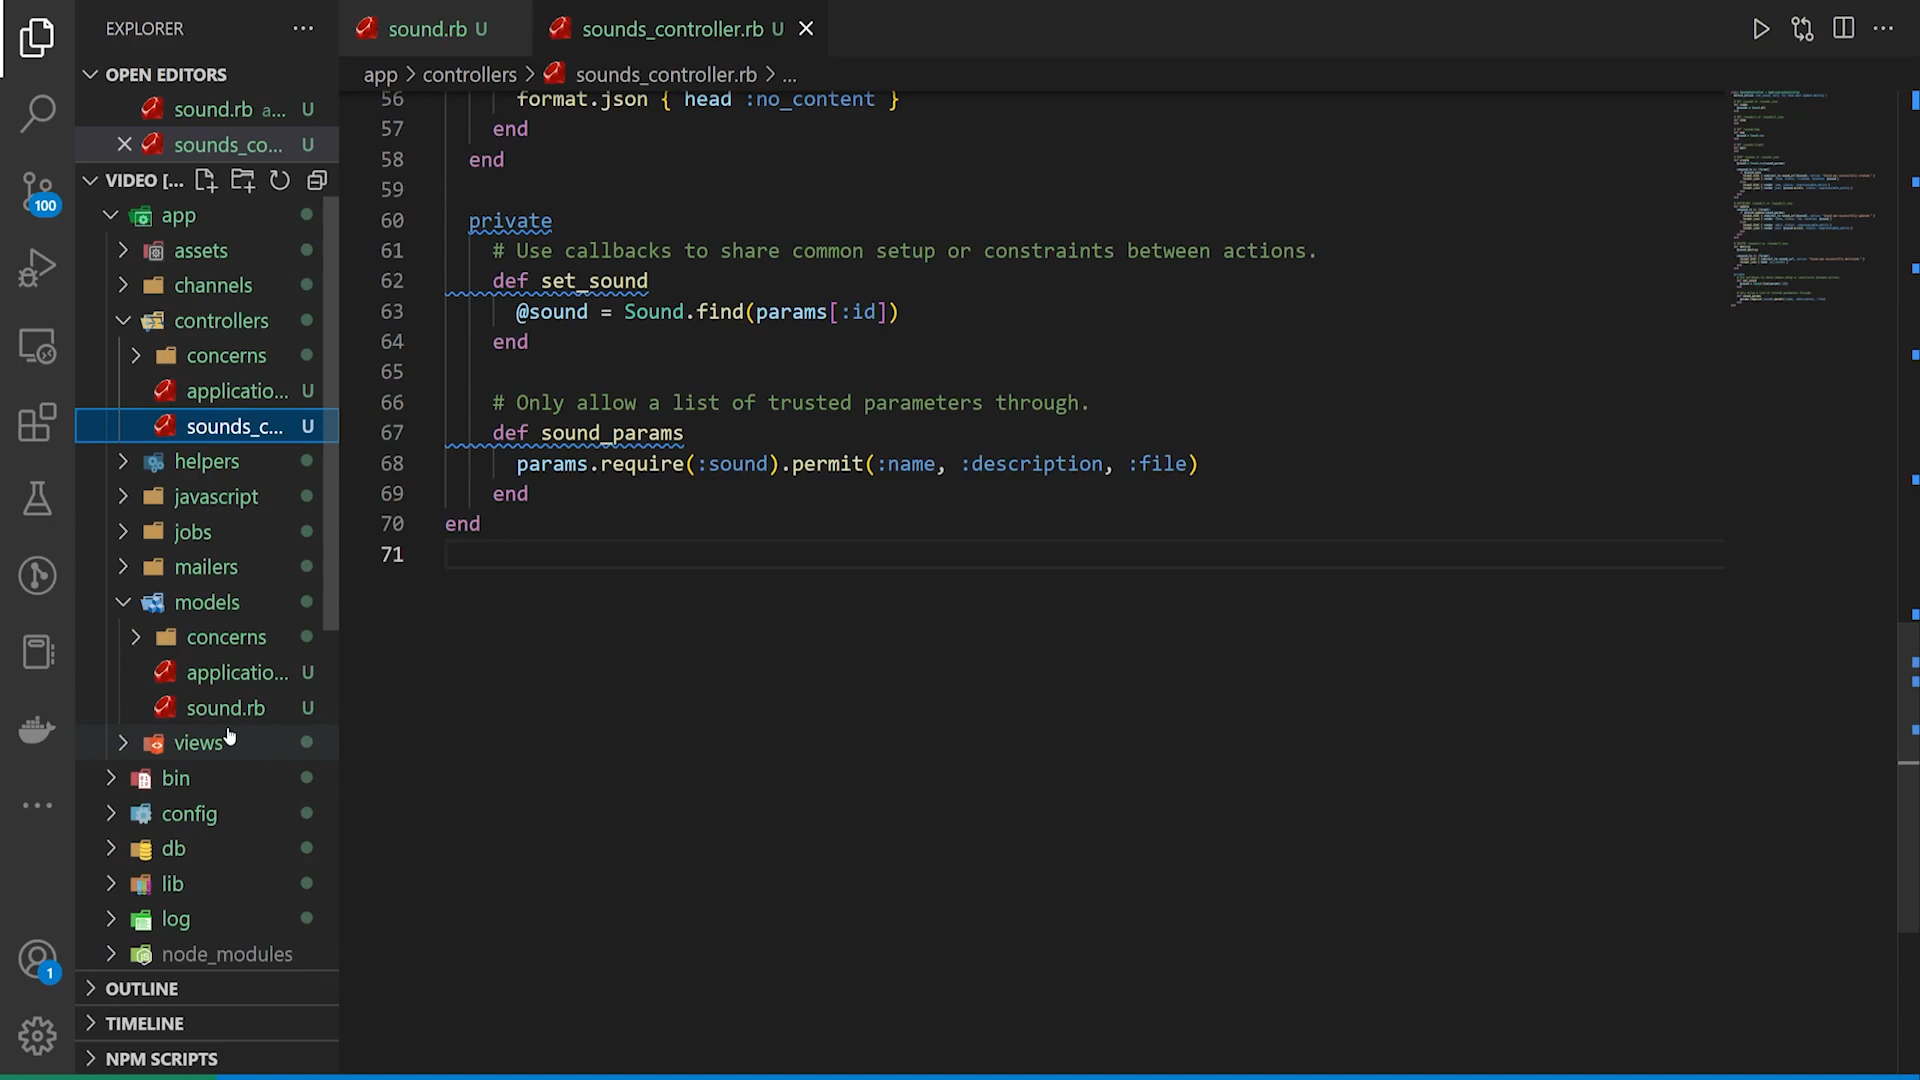 EXPLORER
OPEN EDITORS
sound.rb a... U
sounds_co... U
VIDEO [...
app
assets
channels
controllers
concerns
applicatio... U
sounds_c... U
helpers
javascript
jobs
mailers
models
concerns
applicatio... U
sound.rb U
views
bin
config
db
lib
log
node_modules
OUTLINE
TIMELINE
NPM SCRIPTS
100
1
sound.rb U
sounds_controller.rb U
app > controllers > sounds_controller.rb > ...
56 format.json { head :no_content }
57 end
58 end
59
60 private
61 # Use callbacks to share common setup or constraints between actions.
62 def set_sound
63 @sound = Sound.find(params[:id])
64 end
65
66 # Only allow a list of trusted parameters through.
67 def sound_params
68 params.require(:sound).permit(:name, :description, :file)
69 end
70 end
71